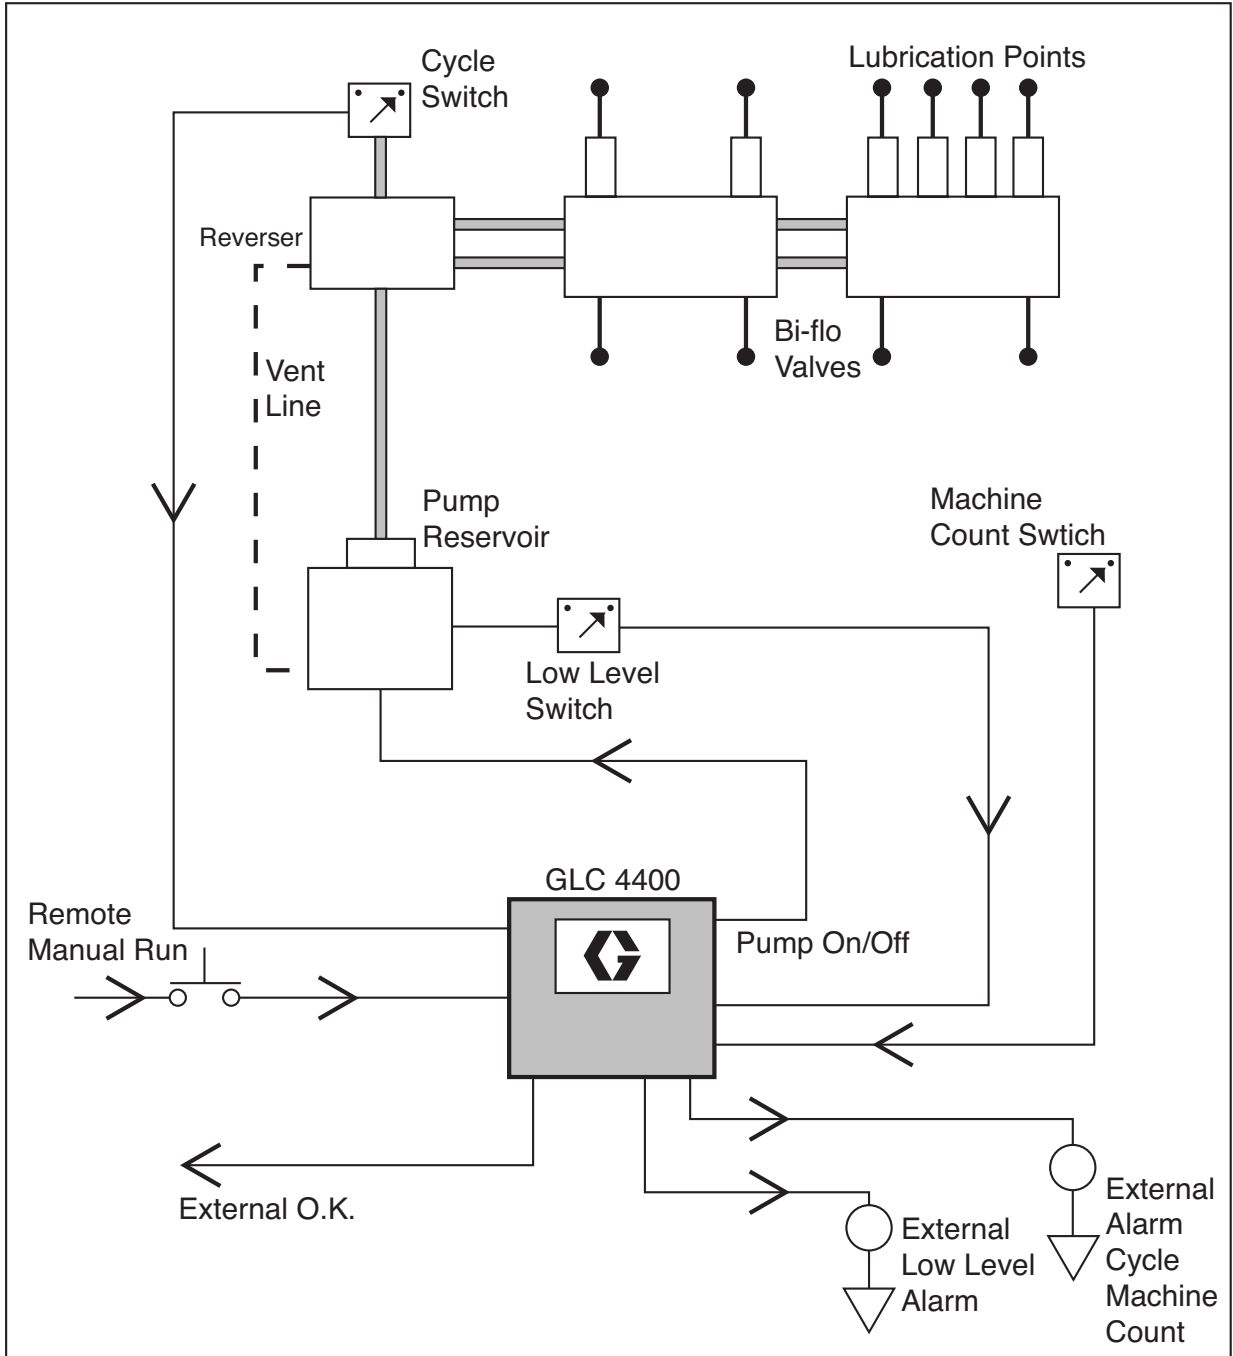 Cycle
Switch
Lubrication Points
Reverser
Bi-flo
Valves
Vent
Line
Pump
Reservoir
Machine
Count Swtich
Low Level
Switch
GLC 4400
Remote
Manual Run
Pump On/Off
External O.K.
External
Low Level
Alarm
External
Alarm
Cycle
Machine
Count